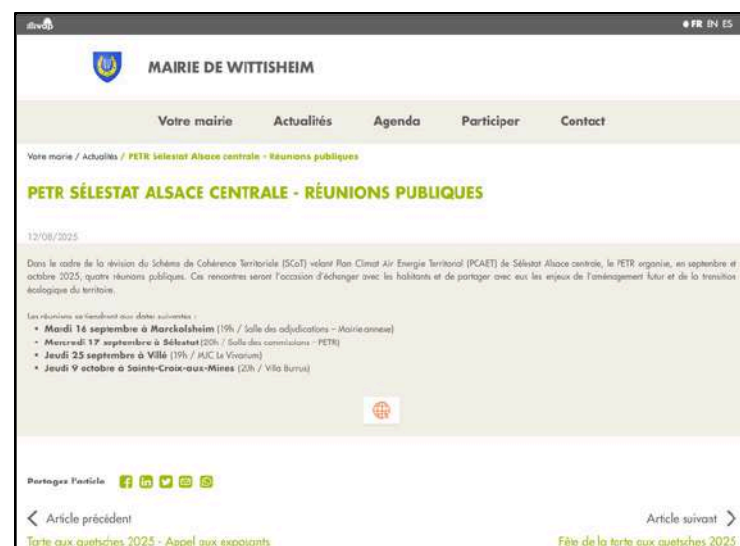 FR EN ES
MAIRIE DE WITTISHEIM
Votre mairie Actualités Agenda Participer Contact
Votre mairie / Actualités / PETR Sélestat Alsace centrale - Réunions publiques
PETR SÉLESTAT ALSACE CENTRALE - RÉUNIONS PUBLIQUES
12/08/2025
Dans le cadre de la révision du Schéma de Cohérence Territoriale (SCoT) valant Plan Climat Air Energie Territorial (PCAET) de Sélestat Alsace centrale, le PETR organise, en septembre et
octobre 2025, quatre réunions publiques. Ces rencontres seront l'occasion d'échanger avec les habitants et de partager avec eux les enjeux de l'aménagement futur et de la transition
écologique du territoire.
Les réunions se tiendront aux dates suivantes :
• Mardi 16 septembre à Marckolsheim (19h / Salle des adjudications – Mairie annexe)
• Mercredi 17 septembre à Sélestat (20h / Salle des commissions – PETR)
• Jeudi 25 septembre à Villé (19h / MJC Le Vivarium)
• Jeudi 9 octobre à Sainte-Croix-aux-Mines (20h / Villa Burrus)
Partagez l'article
Article précédent Article suivant
Tarte aux quetsches 2025 - Appel aux exposants Fête de la tarte aux quetsches 2025